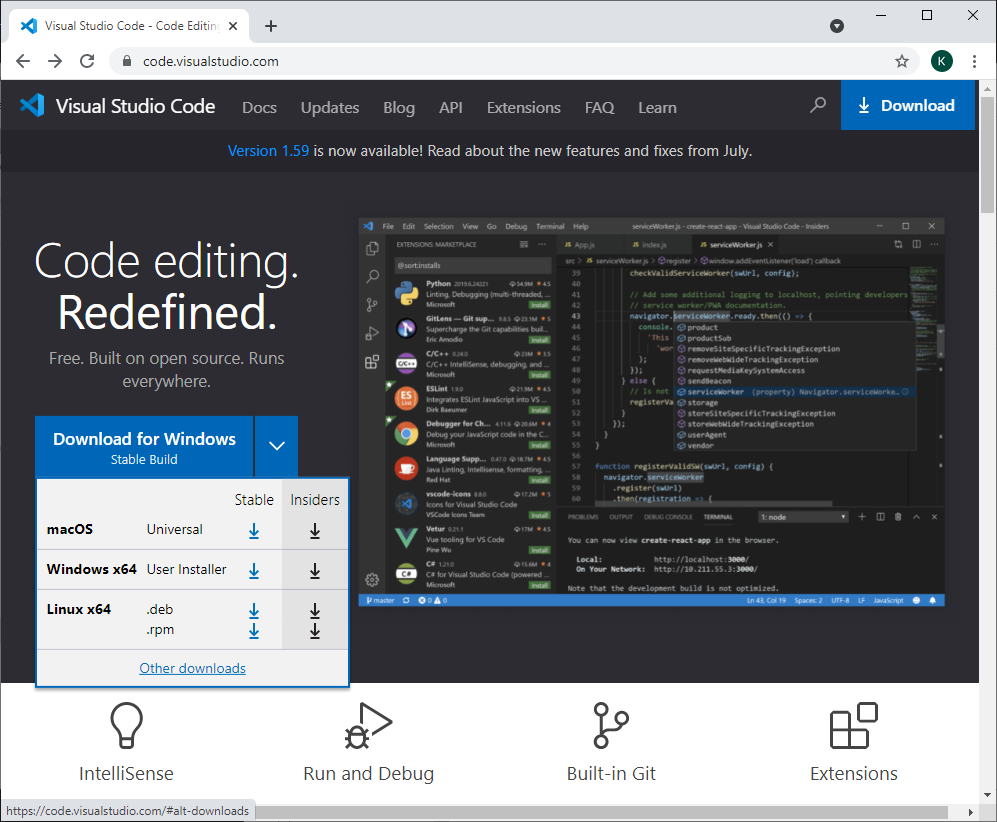 Visual Studio Code - Code Editing
code.visualstudio.com
K
Visual Studio Code
Docs
Updates
Blog
API
Extensions
FAQ
Learn
Download
Version 1.59 is now available! Read about the new features and fixes from July.
Code editing.
Redefined.
Free. Built on open source. Runs
everywhere.
Download for Windows
Stable Build
Stable Insiders
macOS Universal
Windows x64 User Installer
Linux x64 .deb
.rpm
Other downloads
File Edit Selection View Go Debug Terminal Help
serviceWorker.js - create-react-app - Visual Studio Code - Insiders
EXTENSIONS: MARKETPLACE
@sort:installs
Python 2019.6.24221 54.9M 4.5
Linting, Debugging (multi-threaded, ...
Microsoft Install
GitLens — Git sup... 9.8.5 23.1M 5
Supercharge the Git capabilities buil...
Eric Amodio Install
C/C++ 0.24.0 23M 3.5
C/C++ IntelliSense, debugging, and ...
Microsoft Install
ESLint 1.9.0 21.9M 4.5
Integrates ESLint JavaScript into VS ...
Dirk Baeumer Install
Debugger for Ch... 4.11.6 20.6M 4
Debug your JavaScript code in the C...
Microsoft Install
Language Supp... 0.47.0 18.7M 4.5
Java Linting, Intellisense, formatting, ...
Red Hat Install
vscode-icons 8.8.0 17.2M 5
Icons for Visual Studio Code
VSCode Icons Team Install
Vetur 0.21.1 17M 4.5
Vue tooling for VS Code
Pine Wu Install
C# 1.21.0 15.6M 4
C# for Visual Studio Code (powered ...
Microsoft Install
JS App.js
JS index.js
JS serviceWorker.js
src > JS serviceWorker.js > register > window.addEventListener('load') callback
39 checkValidServiceWorker(swUrl, config);
40
41 // Add some additional logging to localhost, pointing developers
42 // service worker/PWA documentation.
43 navigator.serviceWorker.ready.then(() => {
44 console.
45 'This
46 'wor
47 );
48 });
49 } else {
50 // Is not
51 registerVa
52 }
53 });
54 }
55 }
56
57 function registerValidSW(swUrl, config) {
58 navigator.serviceWorker
59 .register(swUrl)
60 .then(registration => {
product
productSub
removeSiteSpecificTrackingException
removeWebWideTrackingException
requestMediaKeySystemAccess
sendBeacon
serviceWorker (property) Navigator.serviceWorke...
storage
storeSiteSpecificTrackingException
storeWebWideTrackingException
userAgent
vendor
PROBLEMS OUTPUT DEBUG CONSOLE TERMINAL 1: node
You can now view create-react-app in the browser.
Local: http://localhost:3000/
On Your Network: http://10.211.55.3:3000/
Note that the development build is not optimized.
master 0 0 Ln 43, Col 19 Spaces: 2 UTF-8 LF JavaScript
IntelliSense
Run and Debug
Built-in Git
Extensions
https://code.visualstudio.com/#alt-downloads